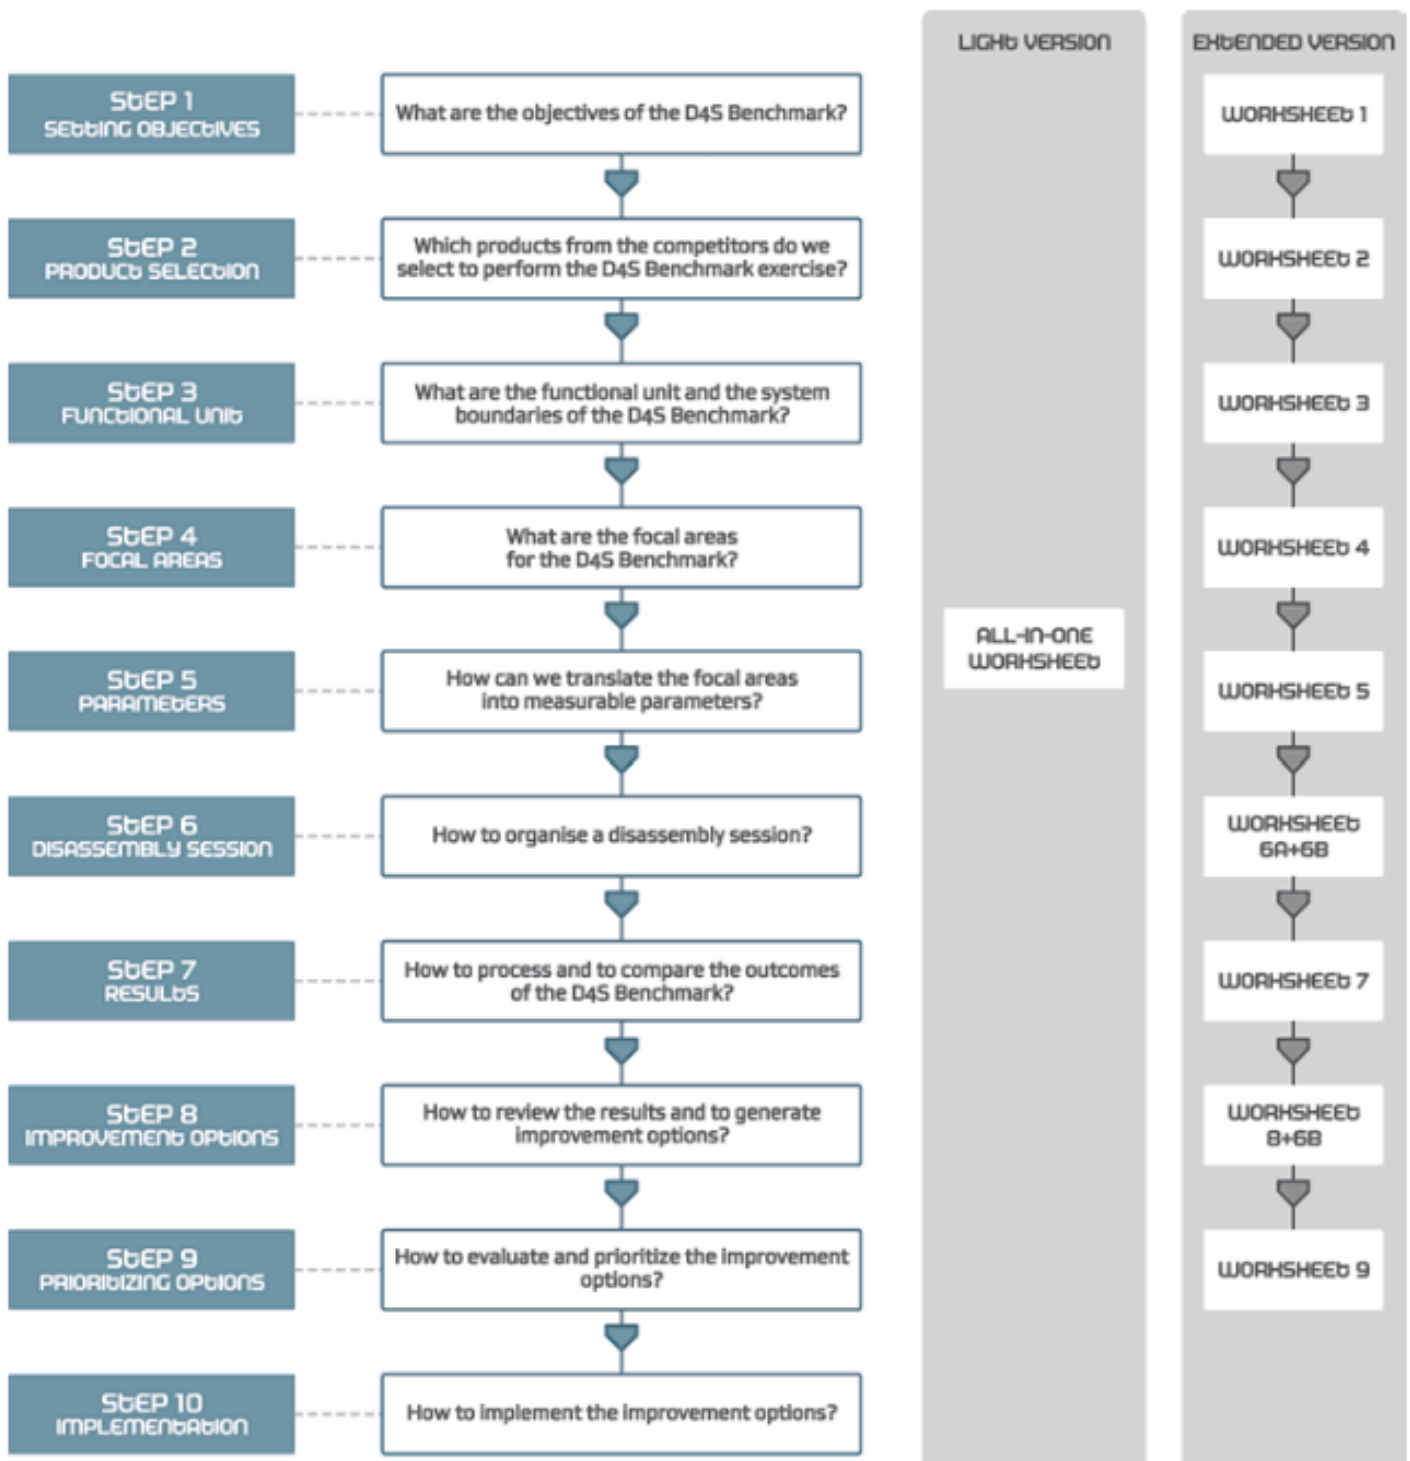 LIGHT VERSION
EXTENDED VERSION
STEP 1
SETTING OBJECTIVES
What are the objectives of the D4S Benchmark?
WORKSHEET 1
STEP 2
PRODUCT SELECTION
Which products from the competitors do we
select to perform the D4S Benchmark exercise?
WORKSHEET 2
STEP 3
FUNCTIONAL UNIT
What are the functional unit and the system
boundaries of the D4S Benchmark?
WORKSHEET 3
STEP 4
FOCAL AREAS
What are the focal areas
for the D4S Benchmark?
WORKSHEET 4
ALL-IN-ONE
WORKSHEET
STEP 5
PARAMETERS
How can we translate the focal areas
into measurable parameters?
WORKSHEET 5
STEP 6
DISASSEMBLY SESSION
How to organise a disassembly session?
WORKSHEET
6A+6B
STEP 7
RESULTS
How to process and to compare the outcomes
of the D4S Benchmark?
WORKSHEET 7
STEP 8
IMPROVEMENT OPTIONS
How to review the results and to generate
improvement options?
WORKSHEET
8+6B
STEP 9
PRIORITIZING OPTIONS
How to evaluate and prioritize the improvement
options?
WORKSHEET 9
STEP 10
IMPLEMENTATION
How to implement the improvement options?